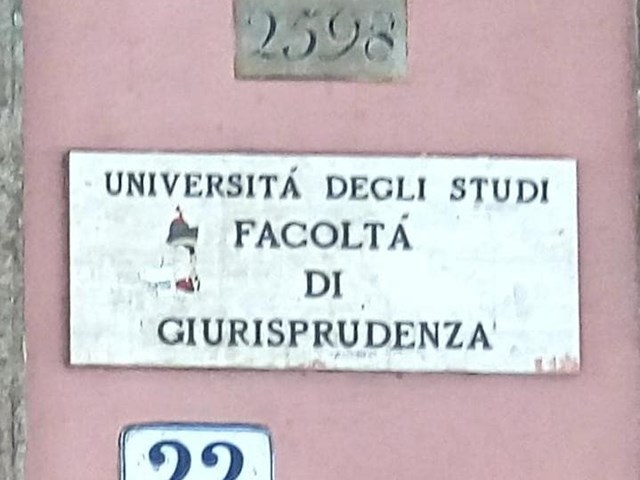 2598
UNIVERSITÁ DEGLI STUDI
FACOLTÁ
DI
GIURISPRUDENZA
22